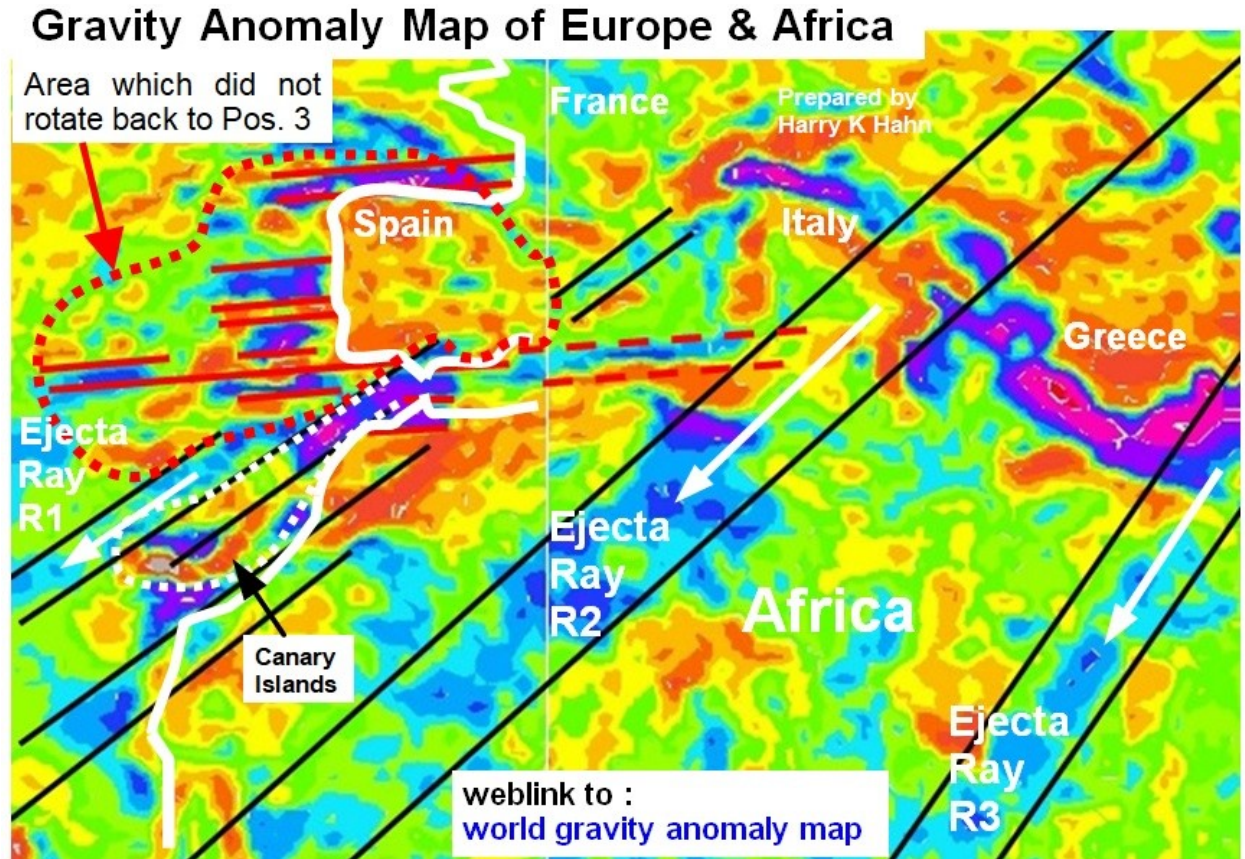 Gravity Anomaly Map of Europe & Africa
Area which did not
rotate back to Pos. 3
France
Prepared by
Harry K Hahn
Spain
Italy
Greece
Ejecta
Ray
R1
Ejecta
Ray
R2
Africa
Canary
Islands
Ejecta
Ray
R3
weblink to :
world gravity anomaly map